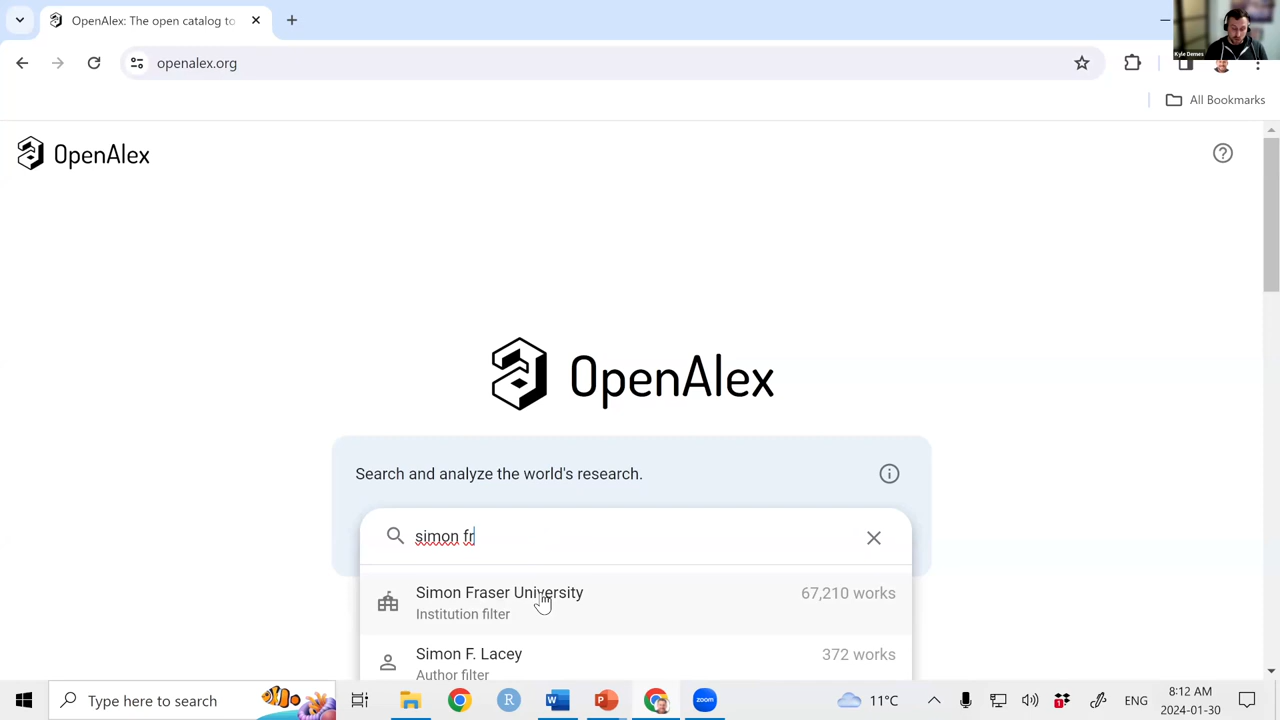 OpenAlex: The open catalog to
Kyle Demes
openalex.org
All Bookmarks
OpenAlex
OpenAlex
Search and analyze the world's research.
simon fr
Simon Fraser University
67,210 works
Institution filter
Simon F. Lacey
372 works
Author filter
Type here to search
11°C
ENG
8:12 AM
2024-01-30